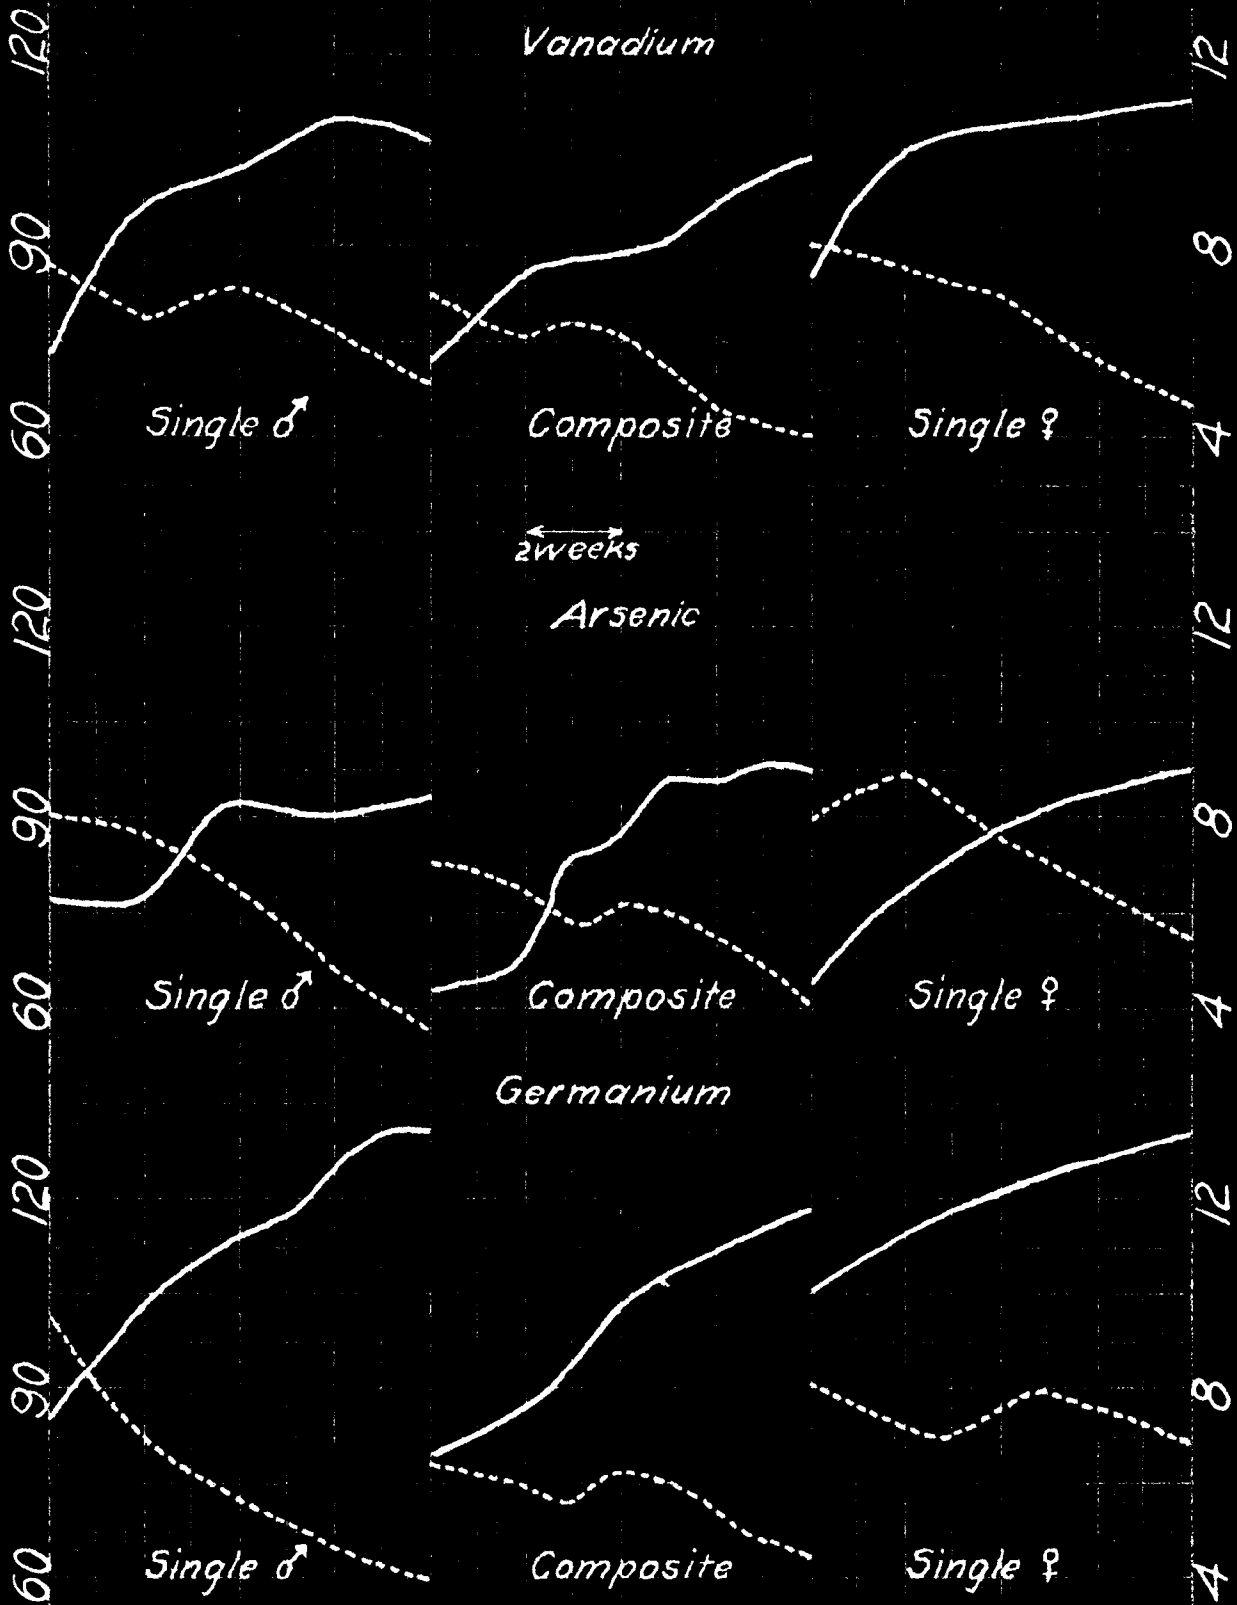 Vanadium
120 12
90 8
60 Single ♂ Composite Single ♀ 4
2 weeks
Arsenic
120 12
90 8
60 Single ♂ Composite Single ♀ 4
Germanium
120 12
90 8
60 Single ♂ Composite Single ♀ 4